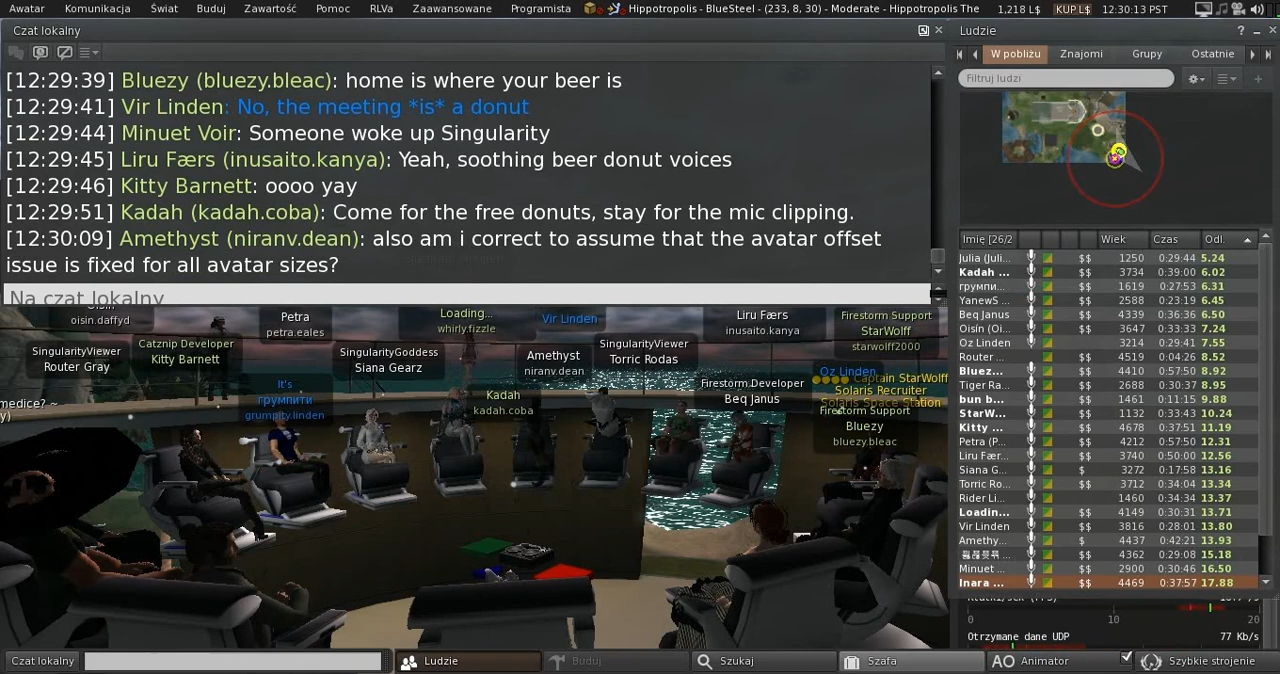 Awatar Komunikacja Świat Buduj Zawartość Pomoc RLVa Zaawansowane Programista Hippotropolis - BlueSteel - (233, 8, 30) - Moderate - Hippotropolis The 1,218 L$ KUP L$ 12:30:13 PST
Czat lokalny
[12:29:39] Bluezy (bluezy.bleac): home is where your beer is
[12:29:41] Vir Linden: No, the meeting *is* a donut
[12:29:44] Minuet Voir: Someone woke up Singularity
[12:29:45] Liru Færs (inusaito.kanya): Yeah, soothing beer donut voices
[12:29:46] Kitty Barnett: oooo yay
[12:29:51] Kadah (kadah.coba): Come for the free donuts, stay for the mic clipping.
[12:30:09] Amethyst (niranv.dean): also am i correct to assume that the avatar offset
issue is fixed for all avatar sizes?
Na czat lokalny
Oisin
oisin.daffyd
Petra
petra.eales
Loading...
whirly.fizzle
Vir Linden
Liru Færs
inusaito.kanya
Firestorm Support
StarWolff
starwolff2000
SingularityViewer
Router Gray
Catznip Developer
Kitty Barnett
SingularityGoddess
Siana Gearz
Amethyst
niranv.dean
SingularityViewer
Torric Rodas
It's
групмити
grumpity.linden
Kadah
kadah.coba
Firestorm Developer
Beq Janus
Oz Linden
Captain StarWolff
Solaris Recruiter
Solaris Space Station
Firestorm Support
Bluezy
bluezy.bleac
medice? ~
y)
Ludzie
W pobliżu Znajomi Grupy Ostatnie
Filtruj ludzi
Imię [26/2 Wiek Czas Odl.
Julia (Juli... $$ 1250 0:29:44 5.24
Kadah ... $$ 3734 0:39:00 6.02
грумпи... $$ 1619 0:27:53 6.31
YanewS ... $$ 2588 0:23:19 6.45
Beq Janus $$ 4339 0:36:36 6.50
Oisín (Oi... $$ 3647 0:33:33 7.24
Oz Linden 3214 0:29:41 7.55
Router ... 4519 0:04:26 8.52
Bluez... $$ 4410 0:57:50 8.92
Tiger Ra... $$ 2688 0:30:37 8.95
bun b... $$ 1461 0:11:15 9.88
StarW... $$ 1132 0:33:43 10.24
Kitty ... $$ 4678 0:37:51 11.19
Petra (P... $$ 4212 0:57:50 12.31
Liru Fær... $$ 3740 0:50:00 12.56
Siana G... $ 3272 0:17:58 13.16
Torric Ro... $$ 3712 0:34:04 13.34
Rider Li... 1460 0:34:34 13.37
Loadin... $$ 4149 0:30:31 13.71
Vir Linden 3816 0:28:01 13.80
Amethy... $ 4437 0:42:21 13.93
$$ 4362 0:29:08 15.18
Minuet ... $$ 2900 0:30:46 16.50
Inara ... $$ 4469 0:37:57 17.88
Klatki/sek (FPS)
0 10 20
Otrzymane dane UDP 77 Kb/s
Czat lokalny Ludzie Buduj Szukaj Szafa AO Animator Szybkie strojenie